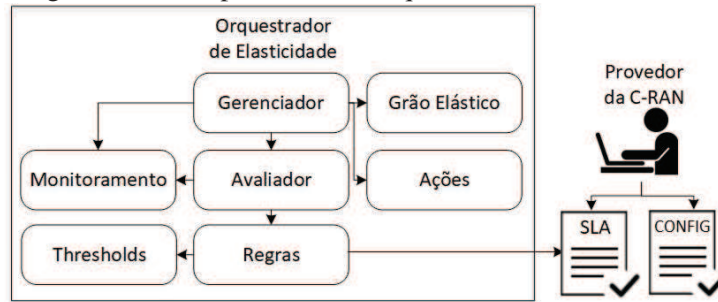 Orquestrador
de Elasticidade
Gerenciador
Grão Elástico
Monitoramento
Avaliador
Ações
Thresholds
Regras
Provedor
da C-RAN
SLA
CONFIG